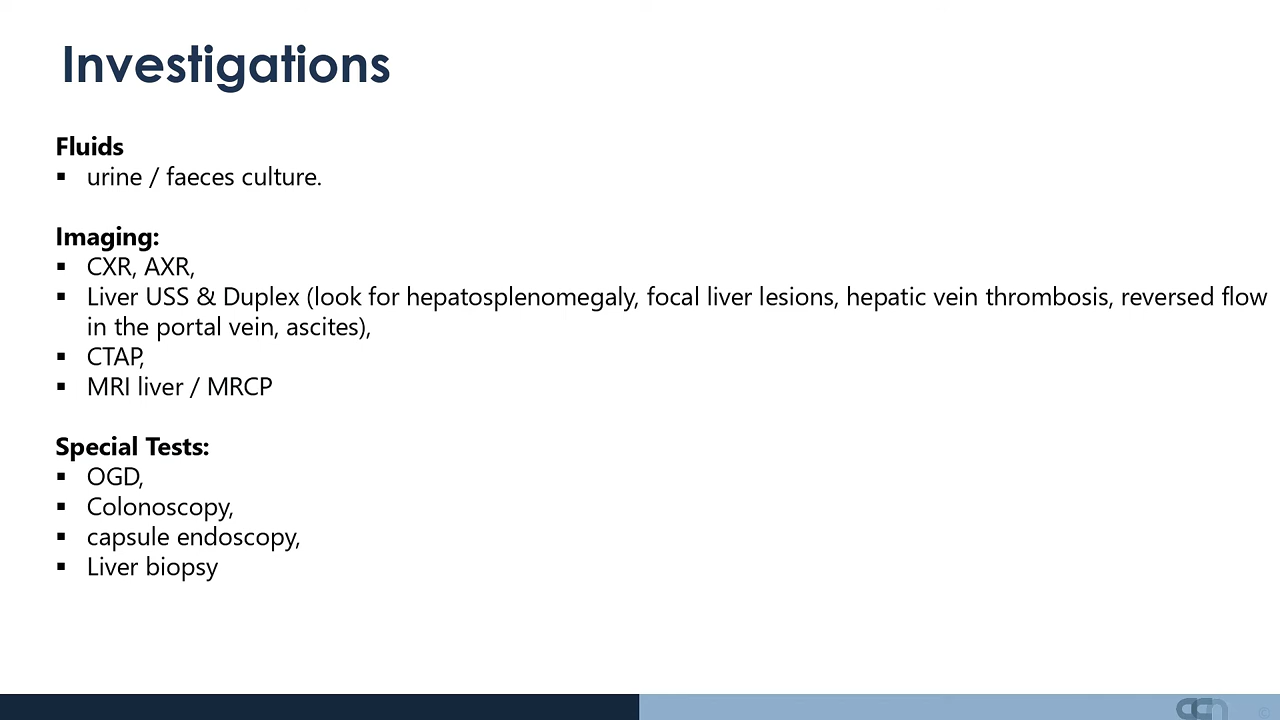 Investigations
Fluids
▪ urine / faeces culture.
Imaging:
▪ CXR, AXR,
▪ Liver USS & Duplex (look for hepatosplenomegaly, focal liver lesions, hepatic vein thrombosis, reversed flow
in the portal vein, ascites),
▪ CTAP,
▪ MRI liver / MRCP
Special Tests:
▪ OGD,
▪ Colonoscopy,
▪ capsule endoscopy,
▪ Liver biopsy